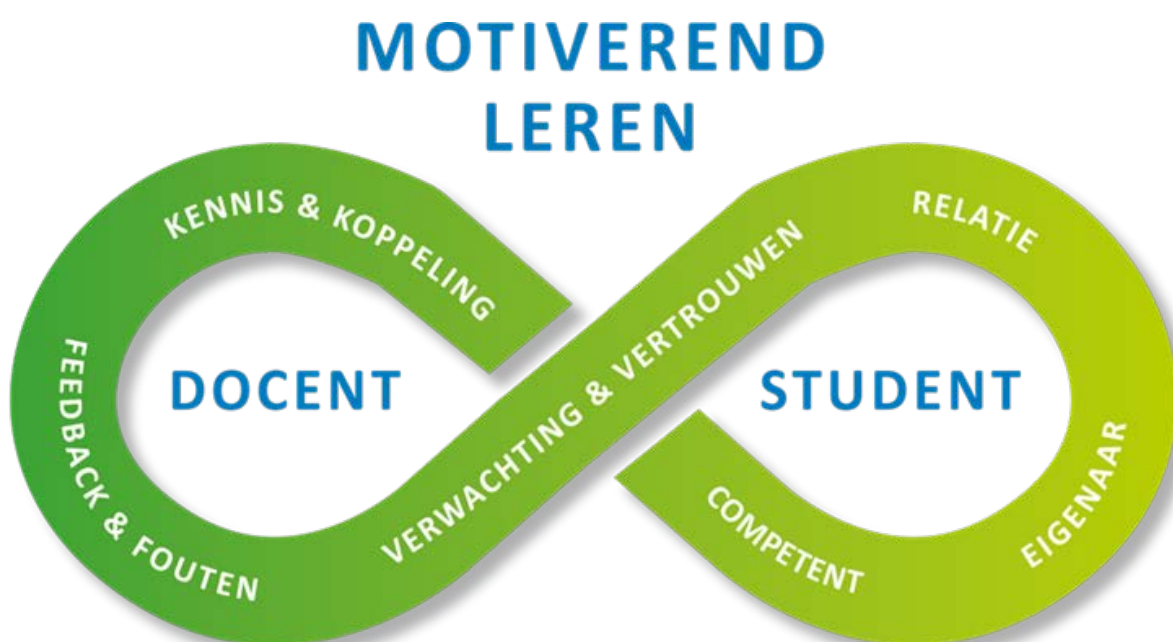 MOTIVEREND
LEREN
KENNIS & KOPPELING
FEEDBACK & FOUTEN
DOCENT
VERWACHTING & VERTROUWEN
RELATIE
STUDENT
EIGENAAR
COMPETENT